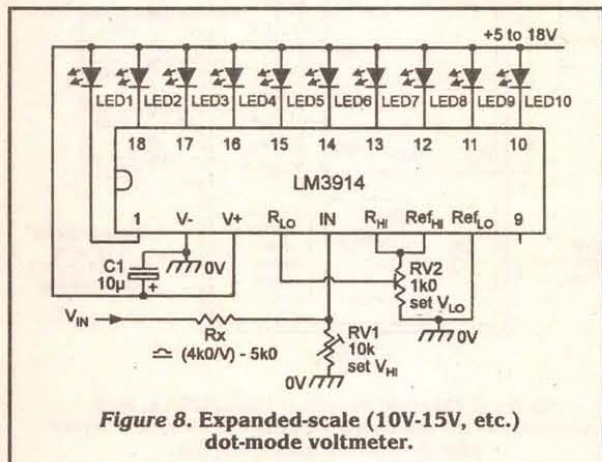 +5 to 18V
LED1 LED2 LED3 LED4 LED5 LED6 LED7 LED8 LED9 LED10
18 17 16 15 14 13 12 11 10
LM3914
1 V- V+ RLO IN RHI RefHI RefLO 9
C1
10µ
+
0V
RV2
1k0
set VLO
VIN
Rx
≏ (4k0/V) - 5k0
RV1
10k
set VHI
0V
0V
Figure 8. Expanded-scale (10V-15V, etc.)
dot-mode voltmeter.